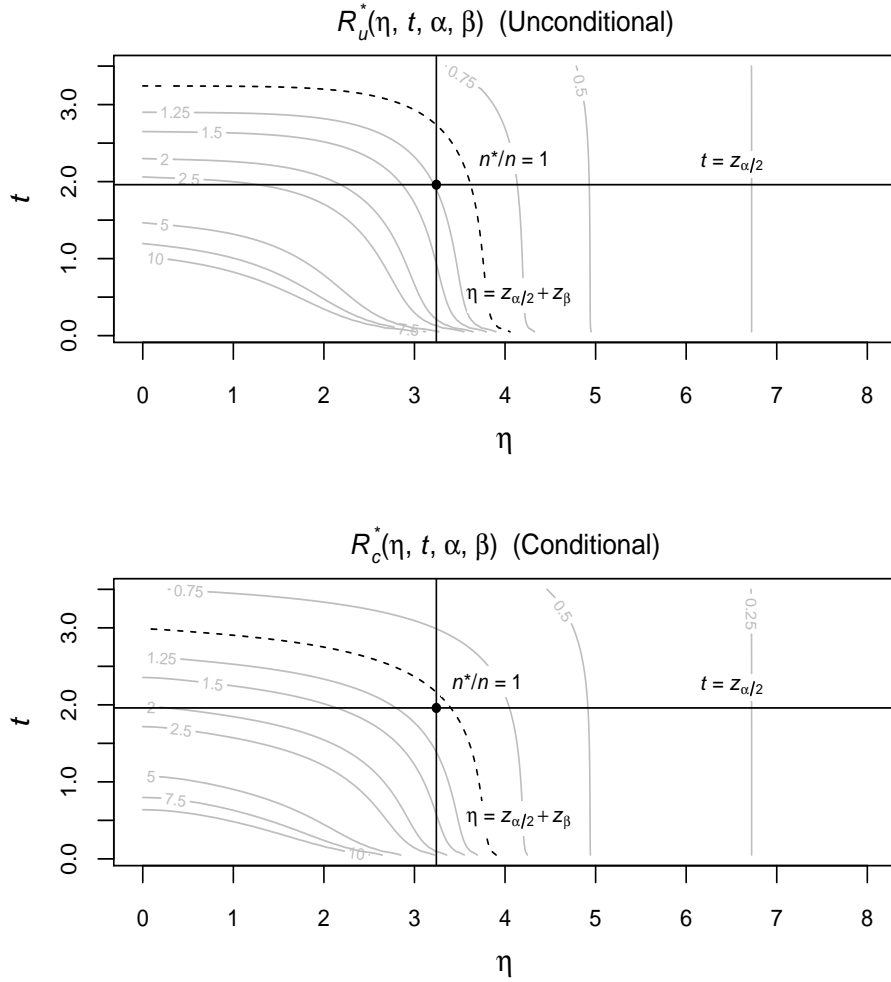 R*u(η, t, α, β) (Unconditional)
0.75
0.5
1.25
1.5
2
2.5
5
10
7.5
n*/n = 1
t = zα/2
η = zα/2 + zβ
t
0.0
1.0
2.0
3.0
0 1 2 3 4 5 6 7 8
η
R*c(η, t, α, β) (Conditional)
0.75
0.5
0.25
1.25
1.5
2
2.5
5
7.5
10
n*/n = 1
t = zα/2
η = zα/2 + zβ
t
0.0
1.0
2.0
3.0
0 1 2 3 4 5 6 7 8
η